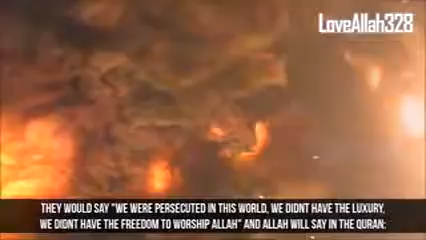 LoveAllah328
THEY WOULD SAY "WE WERE PERSECUTED IN THIS WORLD, WE DIDNT HAVE THE LUXURY,
WE DIDNT HAVE THE FREEDOM TO WORSHIP ALLAH" AND ALLAH WILL SAY IN THE QURAN: